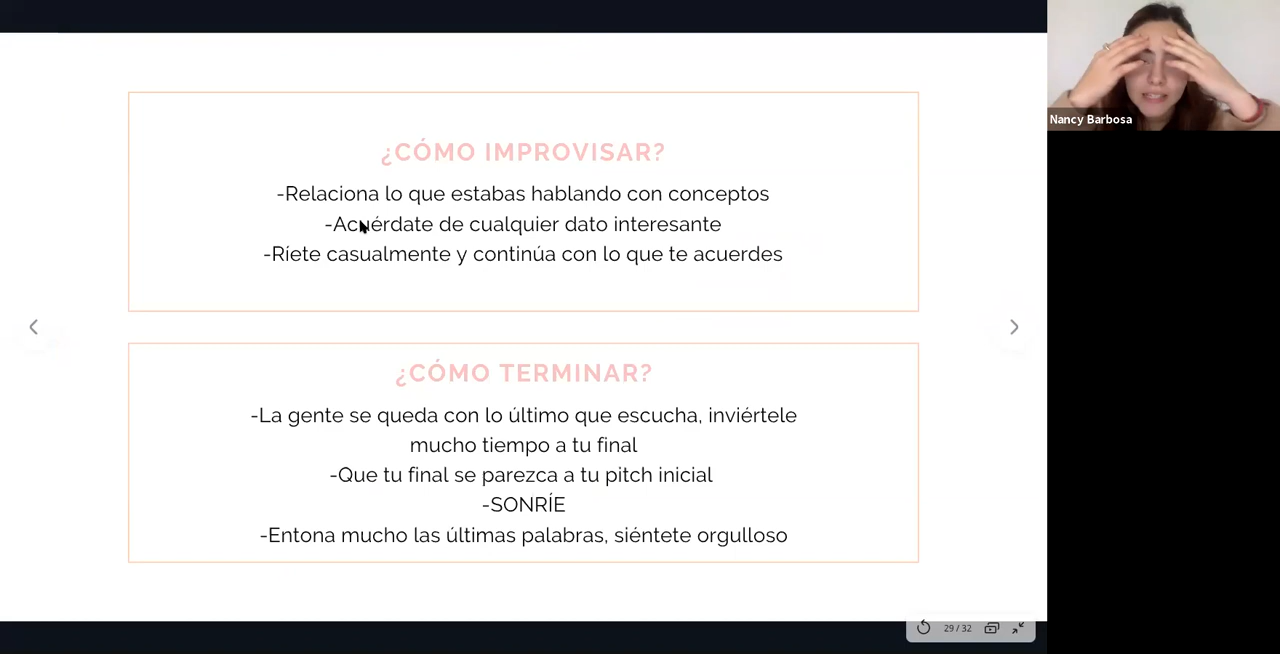 ¿CÓMO IMPROVISAR?
-Relaciona lo que estabas hablando con conceptos
-Acuérdate de cualquier dato interesante
-Ríete casualmente y continúa con lo que te acuerdes
¿CÓMO TERMINAR?
-La gente se queda con lo último que escucha, inviértele
mucho tiempo a tu final
-Que tu final se parezca a tu pitch inicial
-SONRÍE
-Entona mucho las últimas palabras, siéntete orgulloso
29 / 32
Nancy Barbosa